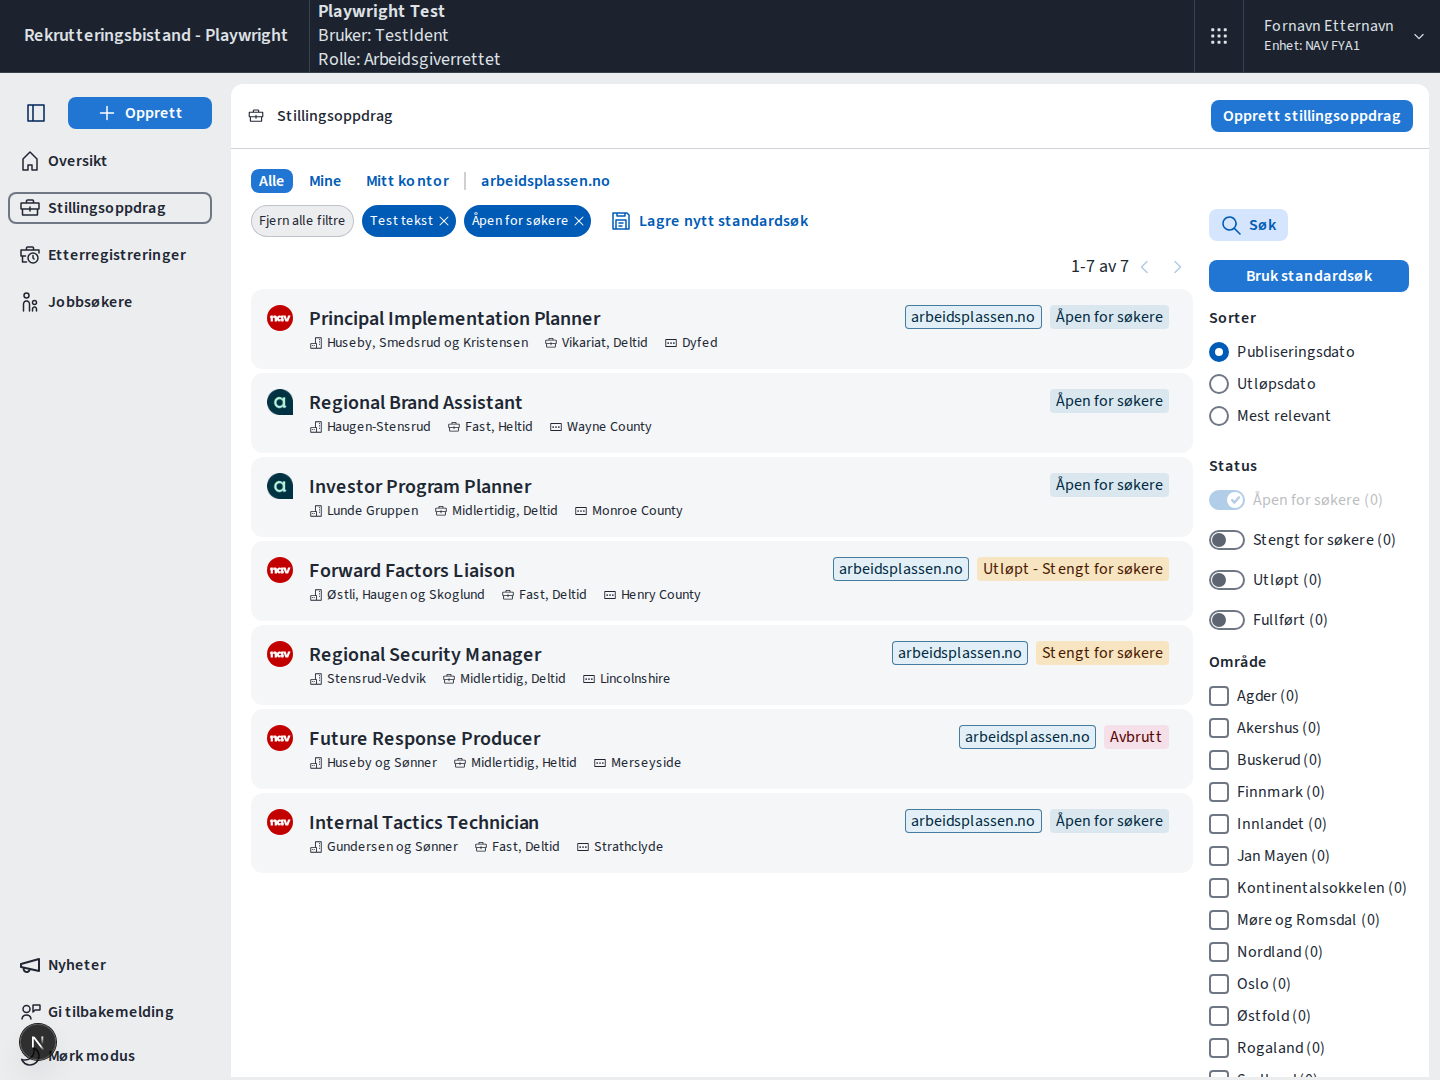 Rekrutteringsbistand - Playwright
Playwright Test
Bruker: TestIdent
Rolle: Arbeidsgiverrettet
Fornavn Etternavn
Enhet: NAV FYA1
Opprett
Oversikt
Stillingsoppdrag
Etterregistreringer
Jobbsøkere
Nyheter
Gi tilbakemelding
N
Mørk modus
Stillingsoppdrag
Opprett stillingsoppdrag
Alle Mine Mitt kontor arbeidsplassen.no
Fjern alle filtre Test tekst Åpen for søkere Lagre nytt standardsøk
1-7 av 7
nav Principal Implementation Planner arbeidsplassen.no Åpen for søkere
Huseby, Smedsrud og Kristensen Vikariat, Deltid Dyfed
a Regional Brand Assistant Åpen for søkere
Haugen-Stensrud Fast, Heltid Wayne County
a Investor Program Planner Åpen for søkere
Lunde Gruppen Midlertidig, Deltid Monroe County
nav Forward Factors Liaison arbeidsplassen.no Utløpt - Stengt for søkere
Østli, Haugen og Skoglund Fast, Deltid Henry County
nav Regional Security Manager arbeidsplassen.no Stengt for søkere
Stensrud-Vedvik Midlertidig, Deltid Lincolnshire
nav Future Response Producer arbeidsplassen.no Avbrutt
Huseby og Sønner Midlertidig, Heltid Merseyside
nav Internal Tactics Technician arbeidsplassen.no Åpen for søkere
Gundersen og Sønner Fast, Deltid Strathclyde
Søk
Bruk standardsøk
Sorter
Publiseringsdato
Utløpsdato
Mest relevant
Status
Åpen for søkere (0)
Stengt for søkere (0)
Utløpt (0)
Fullført (0)
Område
Agder (0)
Akershus (0)
Buskerud (0)
Finnmark (0)
Innlandet (0)
Jan Mayen (0)
Kontinentalsokkelen (0)
Møre og Romsdal (0)
Nordland (0)
Oslo (0)
Østfold (0)
Rogaland (0)